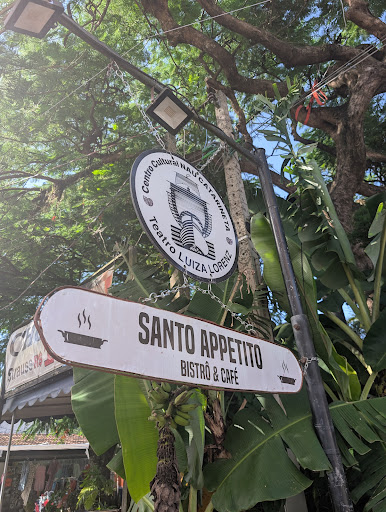 Centro Cultural NAU CATARINETA
Teatro LUIZA LORENZ
SANTO APPETITO
BISTRÔ & CAFÉ